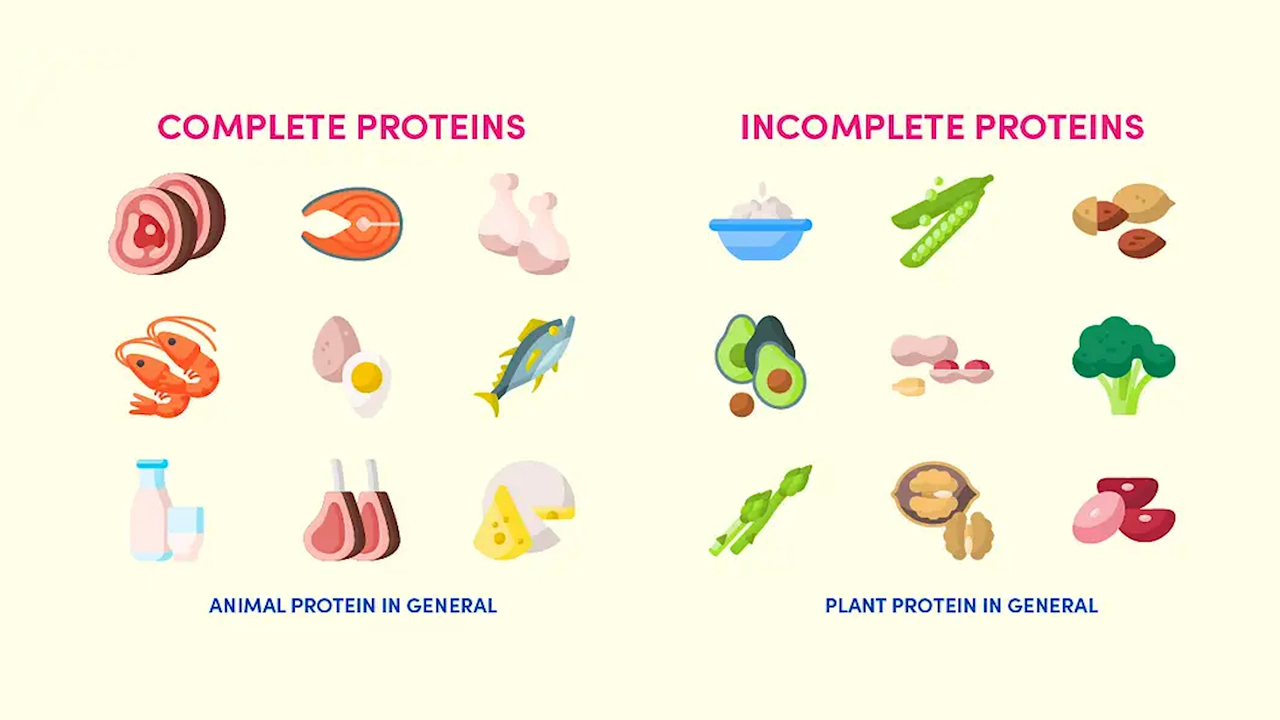 COMPLETE PROTEINS
INCOMPLETE PROTEINS
ANIMAL PROTEIN IN GENERAL
PLANT PROTEIN IN GENERAL